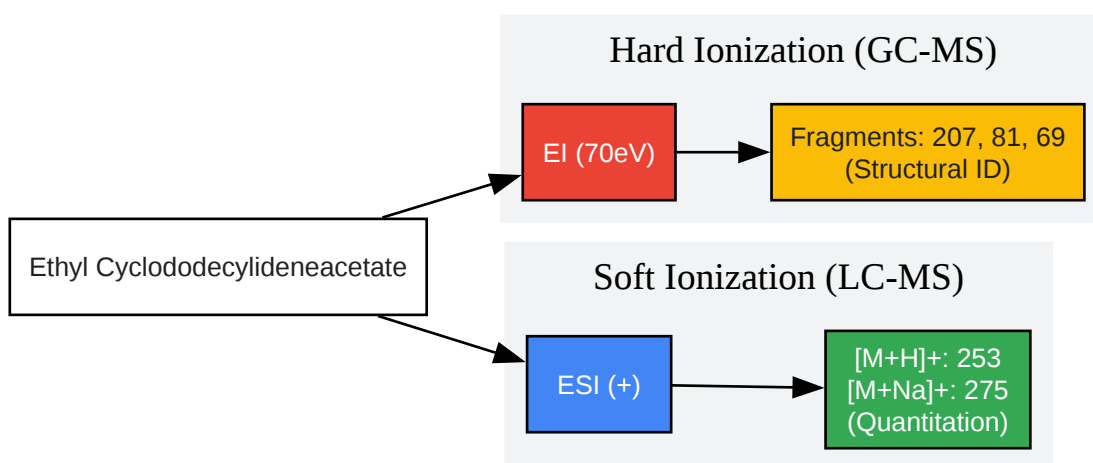 Hard Ionization (GC-MS)
EI (70eV)
Fragments: 207, 81, 69
(Structural ID)
Ethyl Cyclododecylideneacetate
Soft Ionization (LC-MS)
ESI (+)
[M+H]+: 253
[M+Na]+: 275
(Quantitation)